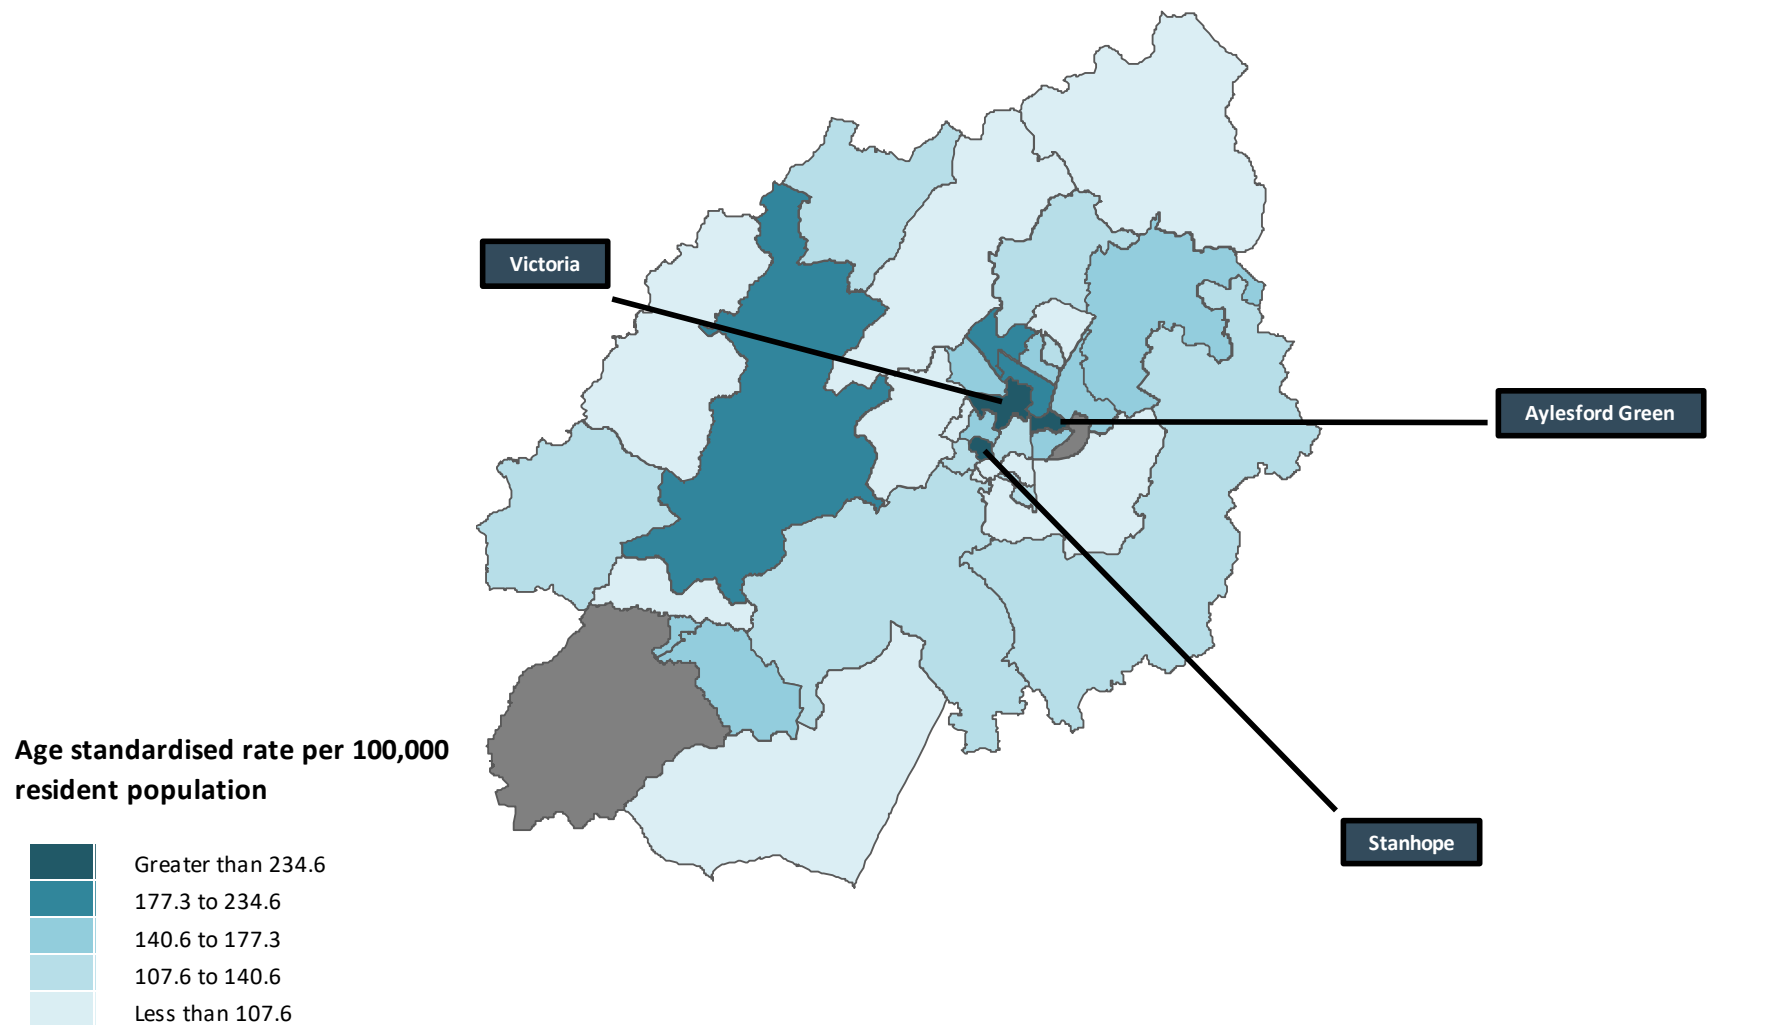 Victoria
Aylesford Green
Stanhope
Age standardised rate per 100,000
resident population
Greater than 234.6
177.3 to 234.6
140.6 to 177.3
107.6 to 140.6
Less than 107.6